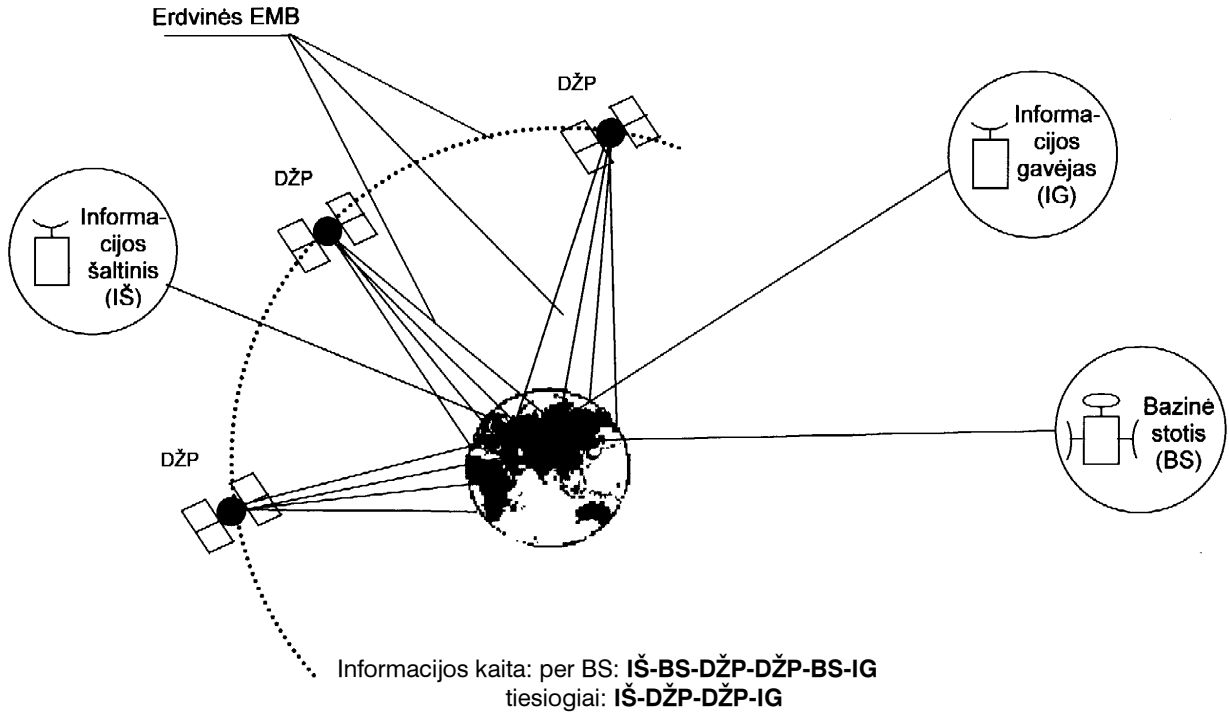 Erdvinės EMB
DŽP
DŽP
DŽP
Informa-
cijos
šaltinis
(IŠ)
Informa-
cijos
gavėjas
(IG)
Bazinė
stotis
(BS)
Informacijos kaita: per BS: IŠ-BS-DŽP-DŽP-BS-IG
tiesiogiai: IŠ-DŽP-DŽP-IG